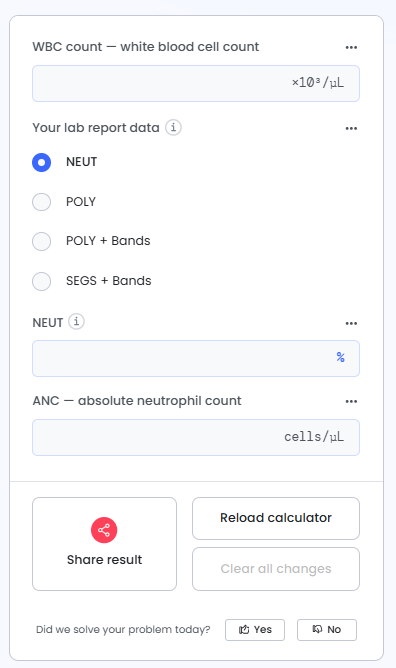 WBC count — white blood cell count ...
×10³/μL
Your lab report data i ...
NEUT
POLY
POLY + Bands
SEGS + Bands
NEUT i ...
%
ANC — absolute neutrophil count ...
cells/μL
Share result
Reload calculator
Clear all changes
Did we solve your problem today? Yes No